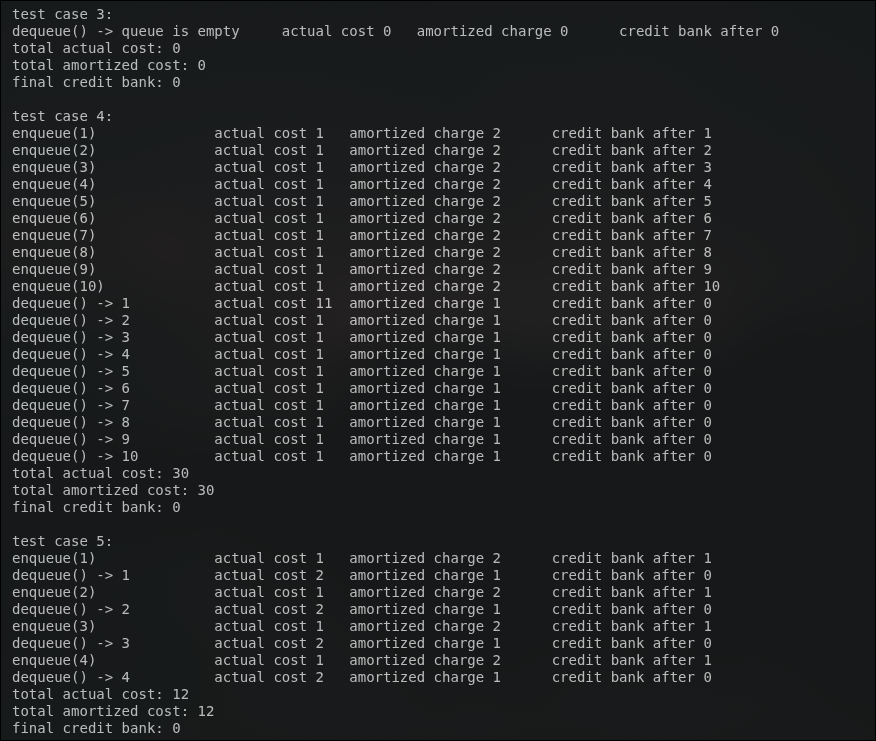 test case 3:
dequeue() -> queue is empty     actual cost 0   amortized charge 0      credit bank after 0
total actual cost: 0
total amortized cost: 0
final credit bank: 0

test case 4:
enqueue(1)              actual cost 1   amortized charge 2      credit bank after 1
enqueue(2)              actual cost 1   amortized charge 2      credit bank after 2
enqueue(3)              actual cost 1   amortized charge 2      credit bank after 3
enqueue(4)              actual cost 1   amortized charge 2      credit bank after 4
enqueue(5)              actual cost 1   amortized charge 2      credit bank after 5
enqueue(6)              actual cost 1   amortized charge 2      credit bank after 6
enqueue(7)              actual cost 1   amortized charge 2      credit bank after 7
enqueue(8)              actual cost 1   amortized charge 2      credit bank after 8
enqueue(9)              actual cost 1   amortized charge 2      credit bank after 9
enqueue(10)             actual cost 1   amortized charge 2      credit bank after 10
dequeue() -> 1          actual cost 11  amortized charge 1      credit bank after 0
dequeue() -> 2          actual cost 1   amortized charge 1      credit bank after 0
dequeue() -> 3          actual cost 1   amortized charge 1      credit bank after 0
dequeue() -> 4          actual cost 1   amortized charge 1      credit bank after 0
dequeue() -> 5          actual cost 1   amortized charge 1      credit bank after 0
dequeue() -> 6          actual cost 1   amortized charge 1      credit bank after 0
dequeue() -> 7          actual cost 1   amortized charge 1      credit bank after 0
dequeue() -> 8          actual cost 1   amortized charge 1      credit bank after 0
dequeue() -> 9          actual cost 1   amortized charge 1      credit bank after 0
dequeue() -> 10         actual cost 1   amortized charge 1      credit bank after 0
total actual cost: 30
total amortized cost: 30
final credit bank: 0

test case 5:
enqueue(1)              actual cost 1   amortized charge 2      credit bank after 1
dequeue() -> 1          actual cost 2   amortized charge 1      credit bank after 0
enqueue(2)              actual cost 1   amortized charge 2      credit bank after 1
dequeue() -> 2          actual cost 2   amortized charge 1      credit bank after 0
enqueue(3)              actual cost 1   amortized charge 2      credit bank after 1
dequeue() -> 3          actual cost 2   amortized charge 1      credit bank after 0
enqueue(4)              actual cost 1   amortized charge 2      credit bank after 1
dequeue() -> 4          actual cost 2   amortized charge 1      credit bank after 0
total actual cost: 12
total amortized cost: 12
final credit bank: 0